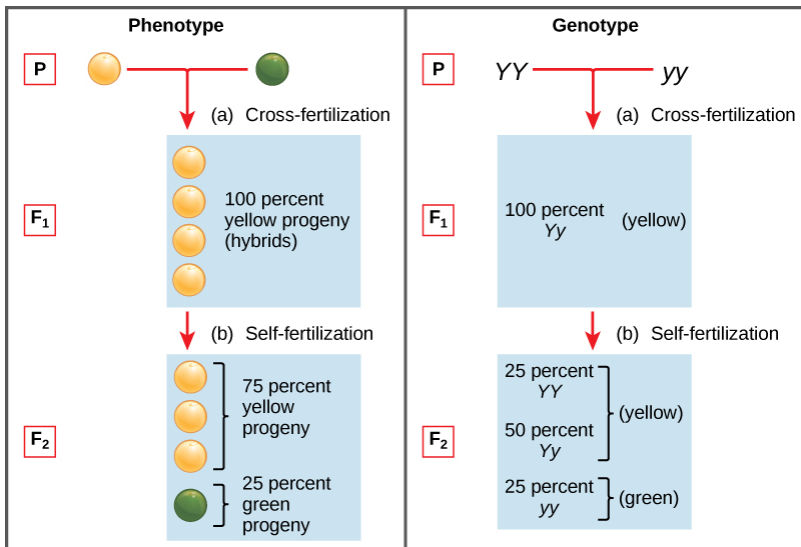 Phenotype
P
(a) Cross-fertilization
F1
100 percent
yellow progeny
(hybrids)
(b) Self-fertilization
F2
75 percent
yellow
progeny
25 percent
green
progeny
Genotype
P
YY
yy
(a) Cross-fertilization
F1
100 percent
Yy
(yellow)
(b) Self-fertilization
F2
25 percent
YY
50 percent
Yy
(yellow)
25 percent
yy
(green)